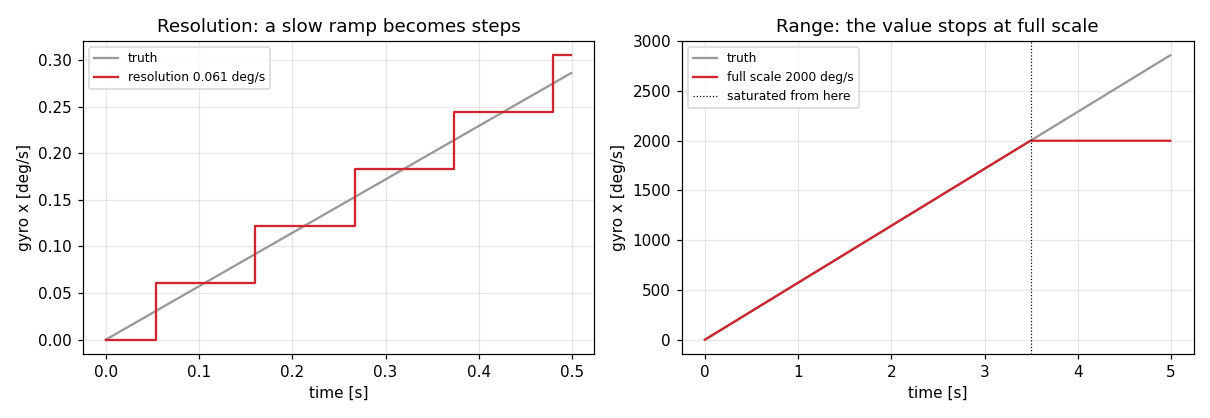 Resolution: a slow ramp becomes steps
truth
resolution 0.061 deg/s
gyro x [deg/s]
0.30
0.25
0.20
0.15
0.10
0.05
0.00
0.0 0.1 0.2 0.3 0.4 0.5
time [s]
Range: the value stops at full scale
truth
full scale 2000 deg/s
saturated from here
gyro x [deg/s]
3000
2500
2000
1500
1000
500
0
0 1 2 3 4 5
time [s]